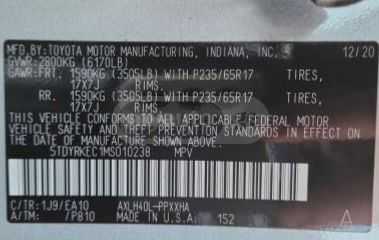 MFD.BY:TOYOTA MOTOR MANUFACTURING, INDIANA, INC. 12/20
GVWR: 2800KG (6170LB)
GAWR:FRT. 1590KG (3505LB) WITH P235/65R17 TIRES,
17X7J RIMS.
RR. 1590KG (3505LB) WITH P235/65R17 TIRES,
17X7J RIMS.
THIS VEHICLE CONFORMS TO ALL APPLICABLE FEDERAL MOTOR
VEHICLE SAFETY AND THEFT PREVENTION STANDARDS IN EFFECT ON
THE DATE OF MANUFACTURE SHOWN ABOVE.
5TDYRKEC1MS010238 MPV
C/TR: 1J9/EA10 AXLH40L-PPXXHA
A/TM: /P810 MADE IN U.S.A. 152
A